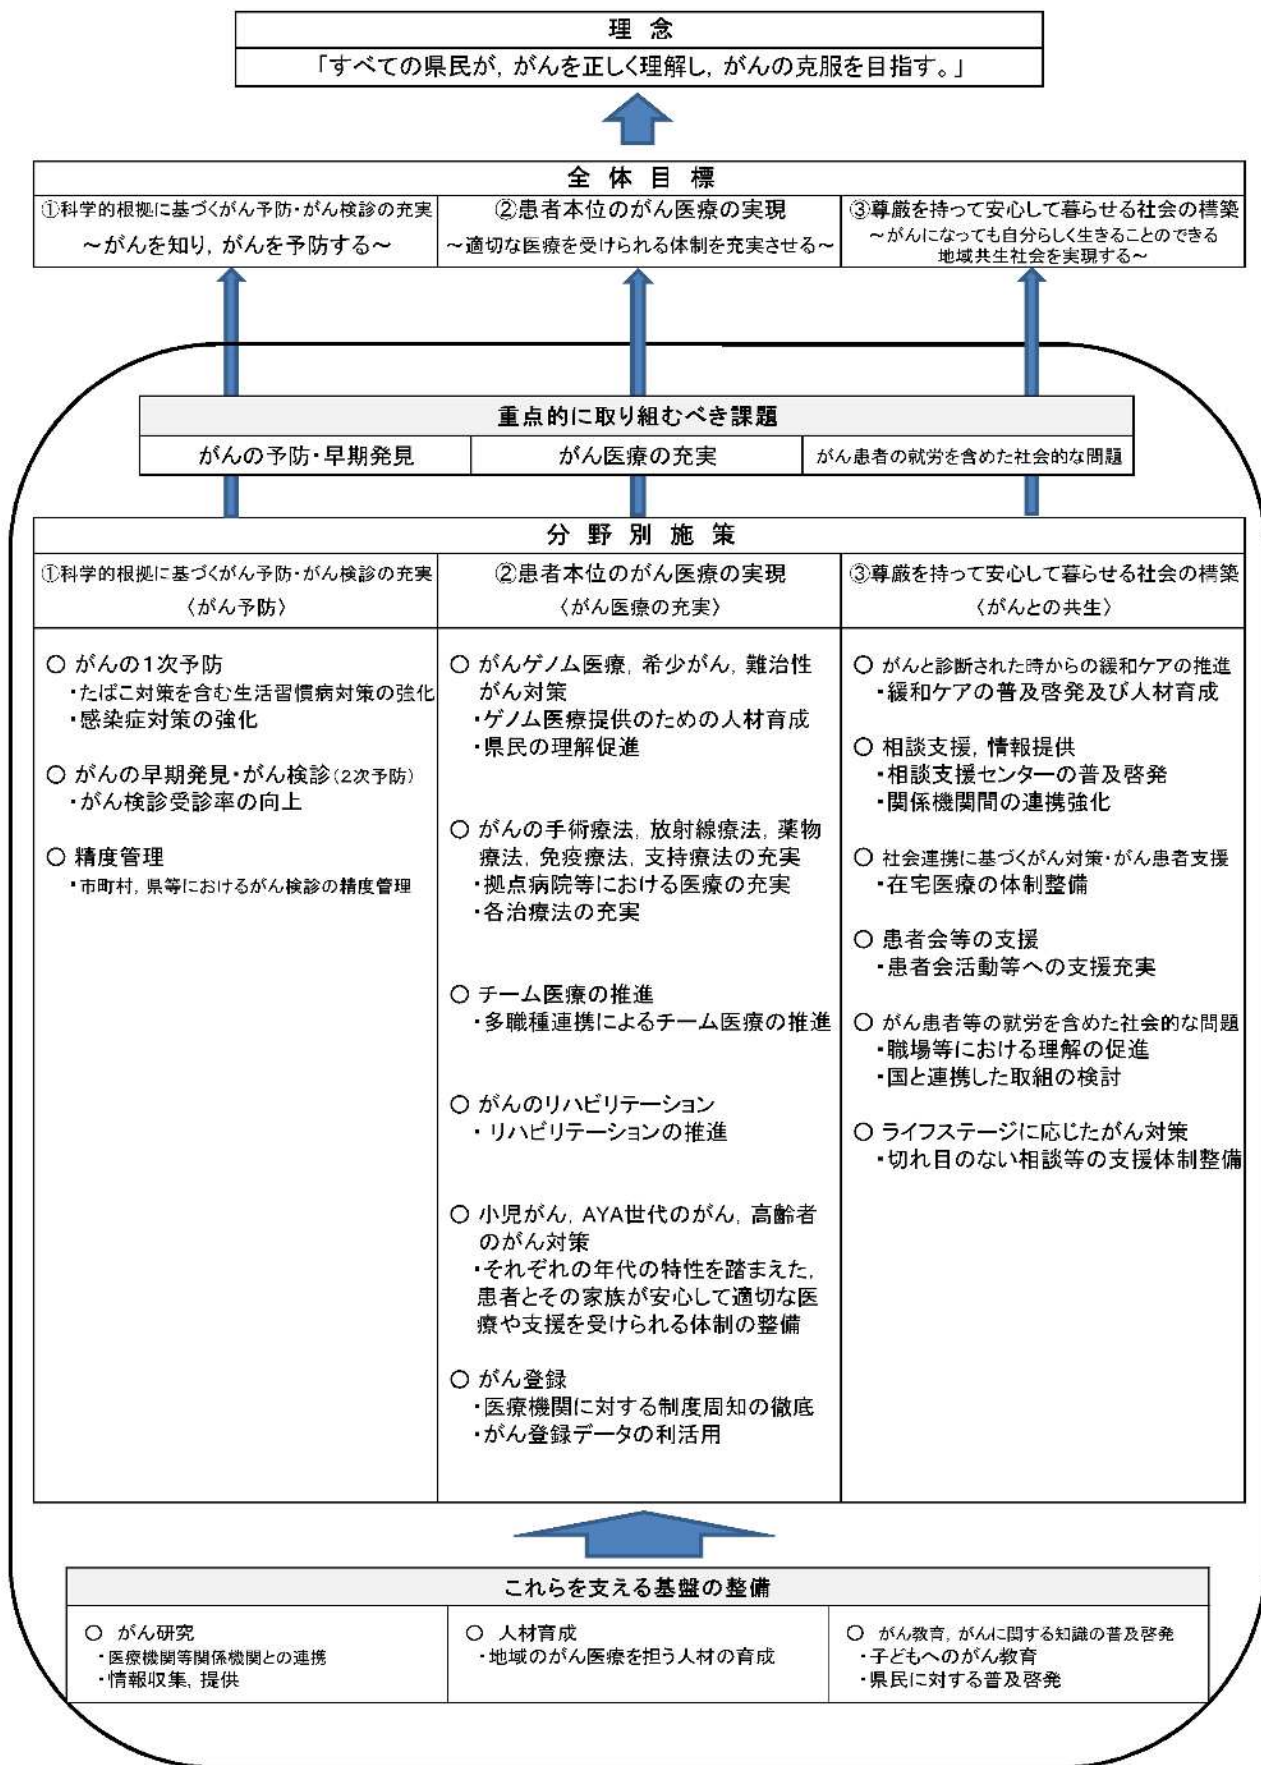 理 念
「すべての県民が，がんを正しく理解し，がんの克服を目指す。」
全 体 目 標
①科学的根拠に基づくがん予防・がん検診の充実
～がんを知り，がんを予防する～
②患者本位のがん医療の実現
～適切な医療を受けられる体制を充実させる～
③尊厳を持って安心して暮らせる社会の構築
～がんになっても自分らしく生きることのできる
地域共生社会を実現する～
重点的に取り組むべき課題
がんの予防・早期発見
がん医療の充実
がん患者の就労を含めた社会的な問題
分 野 別 施 策
①科学的根拠に基づくがん予防・がん検診の充実
〈がん予防〉
②患者本位のがん医療の実現
〈がん医療の充実〉
③尊厳を持って安心して暮らせる社会の構築
〈がんとの共生〉
○ がんの１次予防
・たばこ対策を含む生活習慣病対策の強化
・感染症対策の強化
○ がんの早期発見・がん検診(２次予防)
・がん検診受診率の向上
○ 精度管理
・市町村，県等におけるがん検診の精度管理
○ がんゲノム医療，希少がん，難治性
がん対策
・ゲノム医療提供のための人材育成
・県民の理解促進
○ がんの手術療法，放射線療法，薬物
療法，免疫療法，支持療法の充実
・拠点病院等における医療の充実
・各治療法の充実
○ チーム医療の推進
・多職種連携によるチーム医療の推進
○ がんのリハビリテーション
・リハビリテーションの推進
○ 小児がん，AYA世代のがん，高齢者
のがん対策
・それぞれの年代の特性を踏まえた，
患者とその家族が安心して適切な医
療や支援を受けられる体制の整備
○ がん登録
・医療機関に対する制度周知の徹底
・がん登録データの利活用
○ がんと診断された時からの緩和ケアの推進
・緩和ケアの普及啓発及び人材育成
○ 相談支援，情報提供
・相談支援センターの普及啓発
・関係機関間の連携強化
○ 社会連携に基づくがん対策・がん患者支援
・在宅医療の体制整備
○ 患者会等の支援
・患者会活動等への支援充実
○ がん患者等の就労を含めた社会的な問題
・職場等における理解の促進
・国と連携した取組の検討
○ ライフステージに応じたがん対策
・切れ目のない相談等の支援体制整備
これらを支える基盤の整備
○ がん研究
・医療機関等関係機関との連携
・情報収集，提供
○ 人材育成
・地域のがん医療を担う人材の育成
○ がん教育，がんに関する知識の普及啓発
・子どもへのがん教育
・県民に対する普及啓発